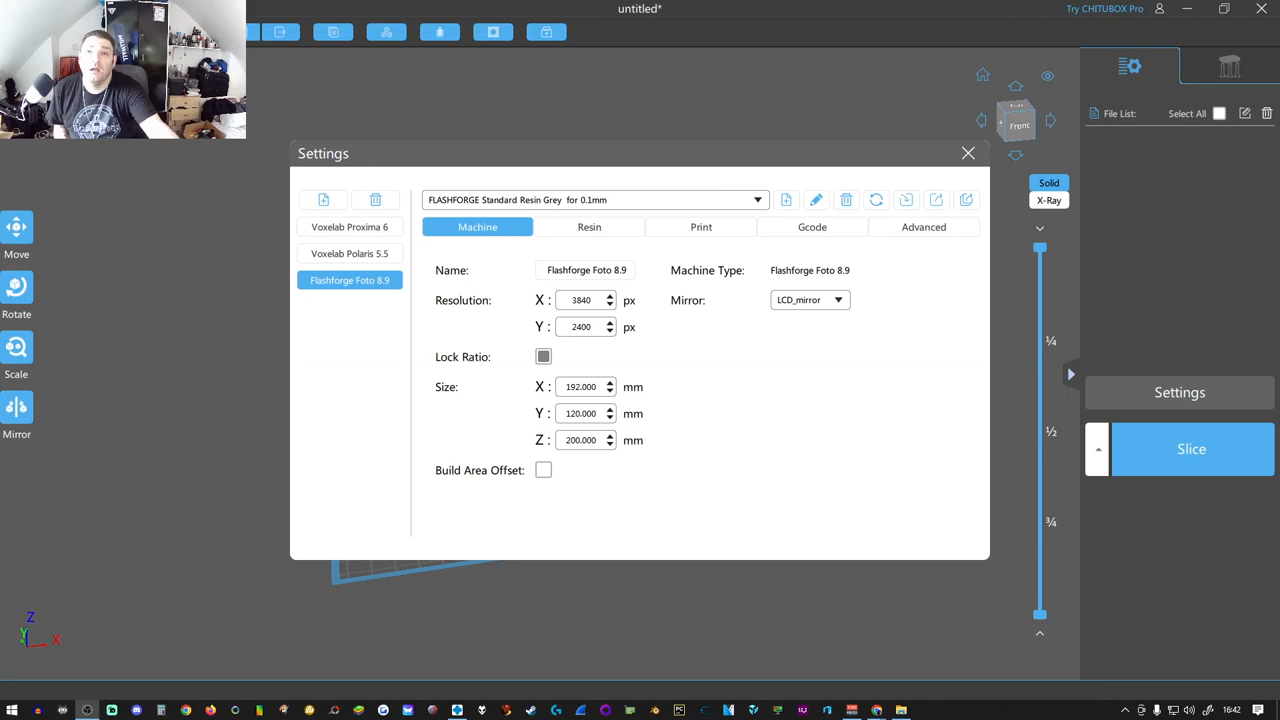 untitled*
Try CHITUBOX Pro
Front
File List:
Select All
Settings
Solid
X-Ray
FLASHFORGE Standard Resin Grey for 0.1mm
Voxelab Proxima 6
Voxelab Polaris 5.5
Flashforge Foto 8.9
Machine
Resin
Print
Gcode
Advanced
Name:
Flashforge Foto 8.9
Machine Type:
Flashforge Foto 8.9
Resolution:
X : 3840 px
Mirror:
LCD_mirror
Y : 2400 px
Lock Ratio:
Size:
X : 192.000 mm
Y : 120.000 mm
Z : 200.000 mm
Build Area Offset:
Move
Rotate
Scale
Mirror
¼
½
¾
Settings
Slice
Z
Y
X
16:42